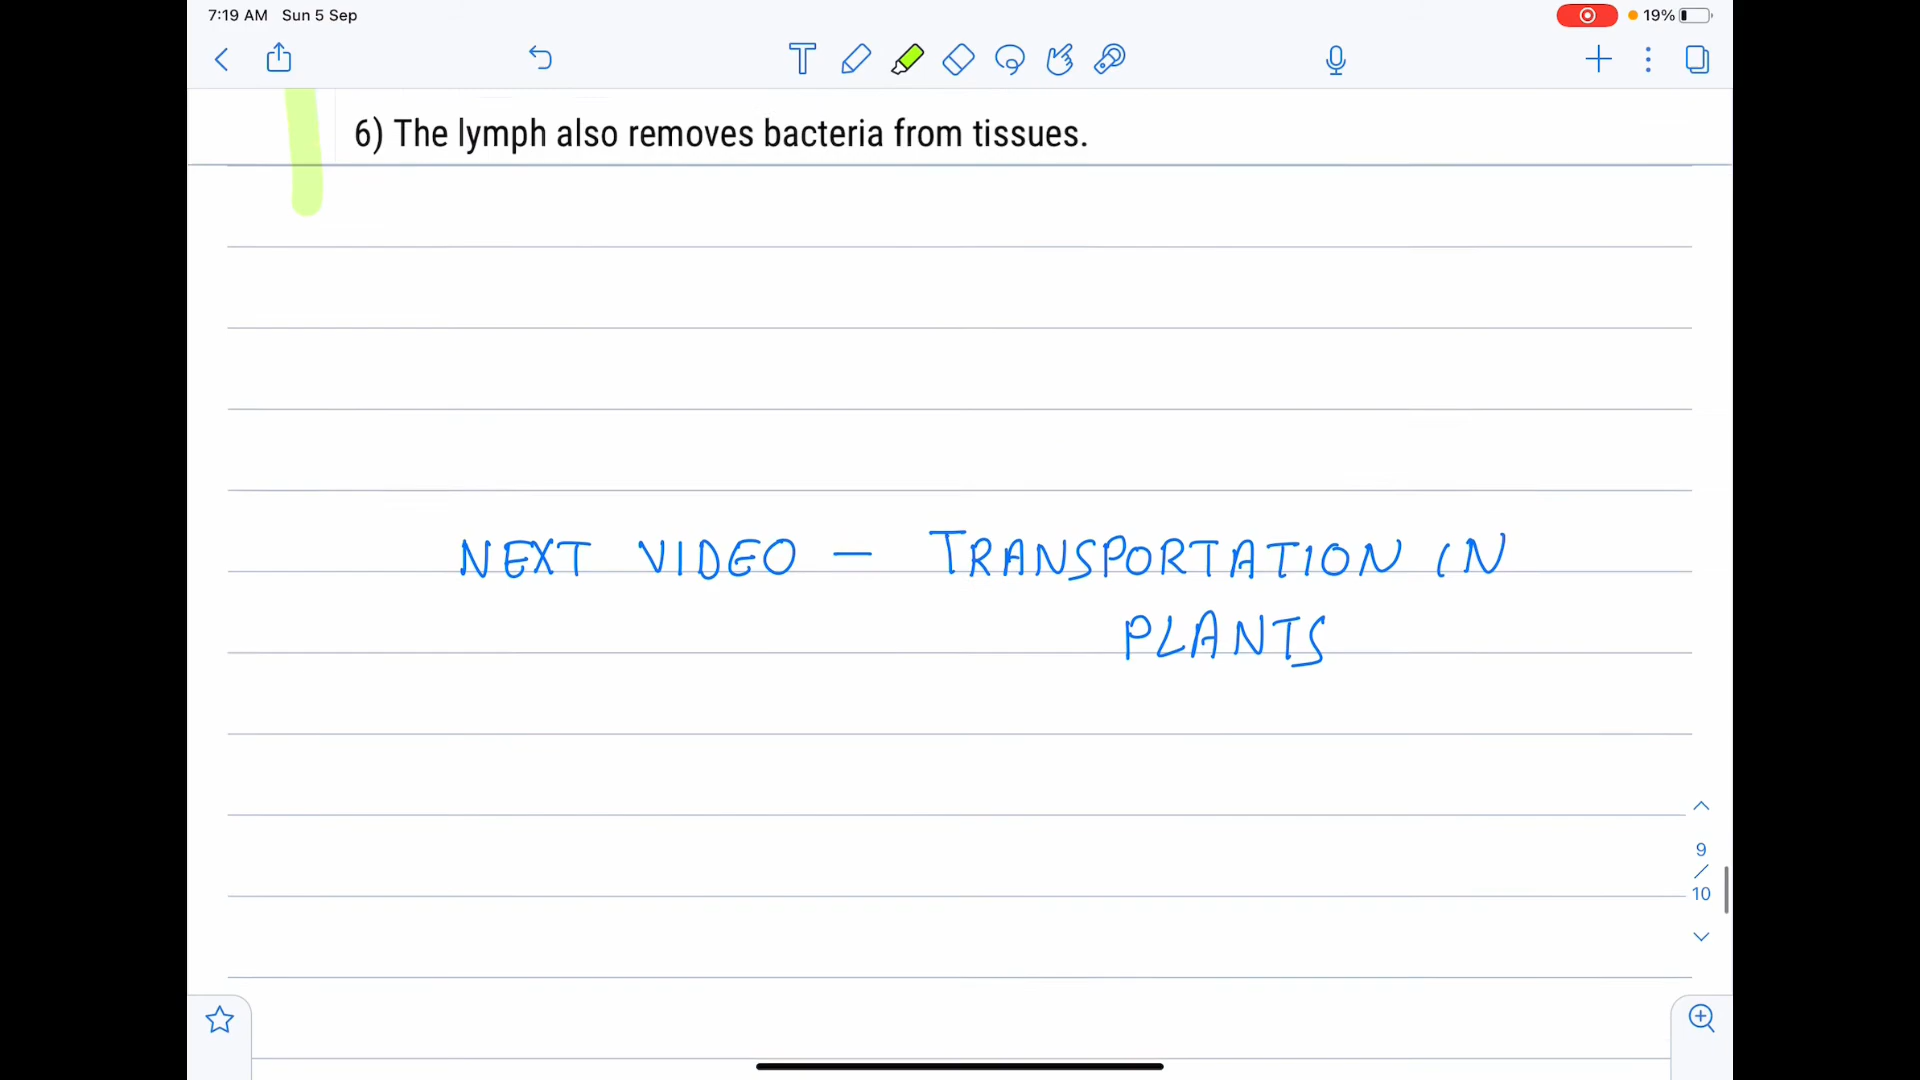 7:19 AM Sun 5 Sep
19%
6) The lymph also removes bacteria from tissues.
NEXT VIDEO – TRANSPORTATION IN
PLANTS
9
/
10